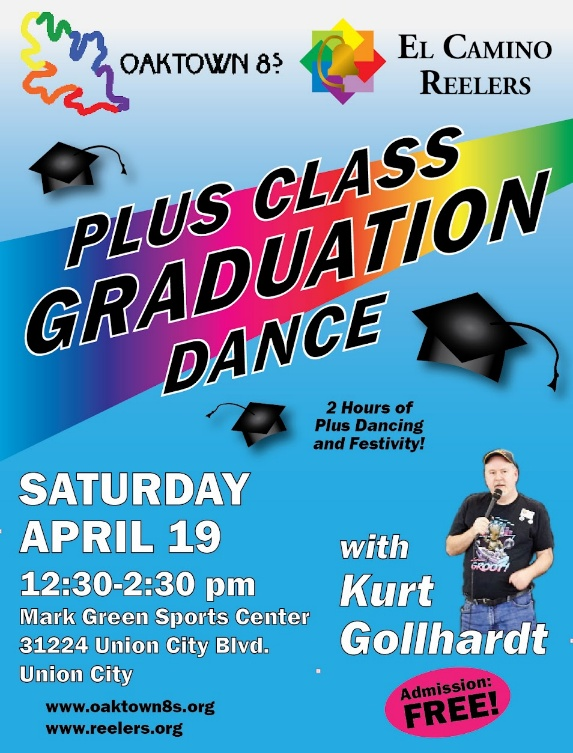 OAKTOWN 8S
EL CAMINO
REELERS
PLUS CLASS
GRADUATION
DANCE
2 Hours of
Plus Dancing
and Festivity!
SATURDAY
APRIL 19
12:30-2:30 pm
Mark Green Sports Center
31224 Union City Blvd.
Union City
www.oaktown8s.org
www.reelers.org
with
Kurt
Gollhardt
GROOT!
Admission:
FREE!